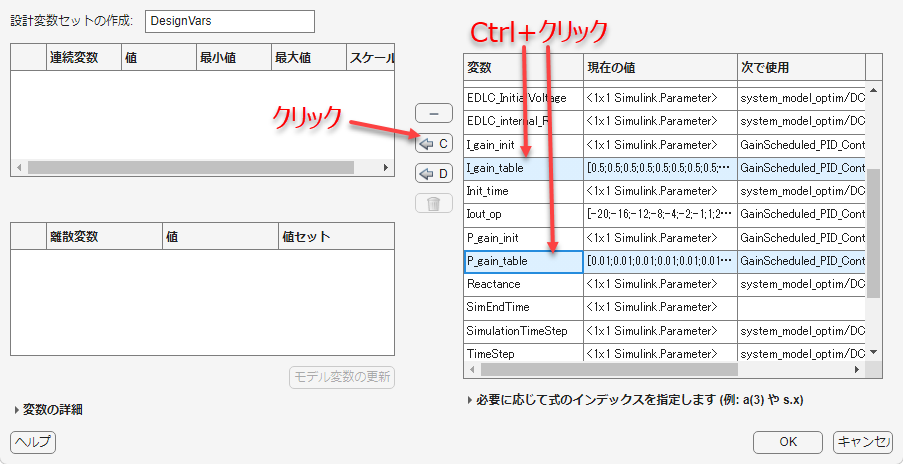 設計変数セットの作成: DesignVars
Ctrl+クリック
連続変数 値 最小値 最大値 スケール
変数 現在の値 次で使用
EDLC_InitialVoltage <1x1 Simulink.Parameter> system_model_optim/DC
クリック
−
EDLC_internal_R <1x1 Simulink.Parameter> system_model_optim/DC
C
I_gain_init <1x1 Simulink.Parameter> GainScheduled_PID_Cont
I_gain_table [0.5;0.5;0.5;0.5;0.5;0.5;0.5;0.5;… GainScheduled_PID_Cont
D
Init_time <1x1 Simulink.Parameter> system_model_optim/DC
Iout_op [-20;-16;-12;-8;-4;-2;-1;1;2… GainScheduled_PID_Cont
離散変数 値 値セット
P_gain_init <1x1 Simulink.Parameter> GainScheduled_PID_Cont
P_gain_table [0.01;0.01;0.01;0.01;0.01;0.01… GainScheduled_PID_Cont
Reactance <1x1 Simulink.Parameter> system_model_optim/DC
SimEndTime <1x1 Simulink.Parameter>
SimulationTimeStep <1x1 Simulink.Parameter> system_model_optim/DC
TimeStep <1x1 Simulink.Parameter> system_model_optim/DC
モデル変数の更新
変数の詳細
必要に応じて式のインデックスを指定します (例: a(3) や s.x)
ヘルプ
OK
キャンセル